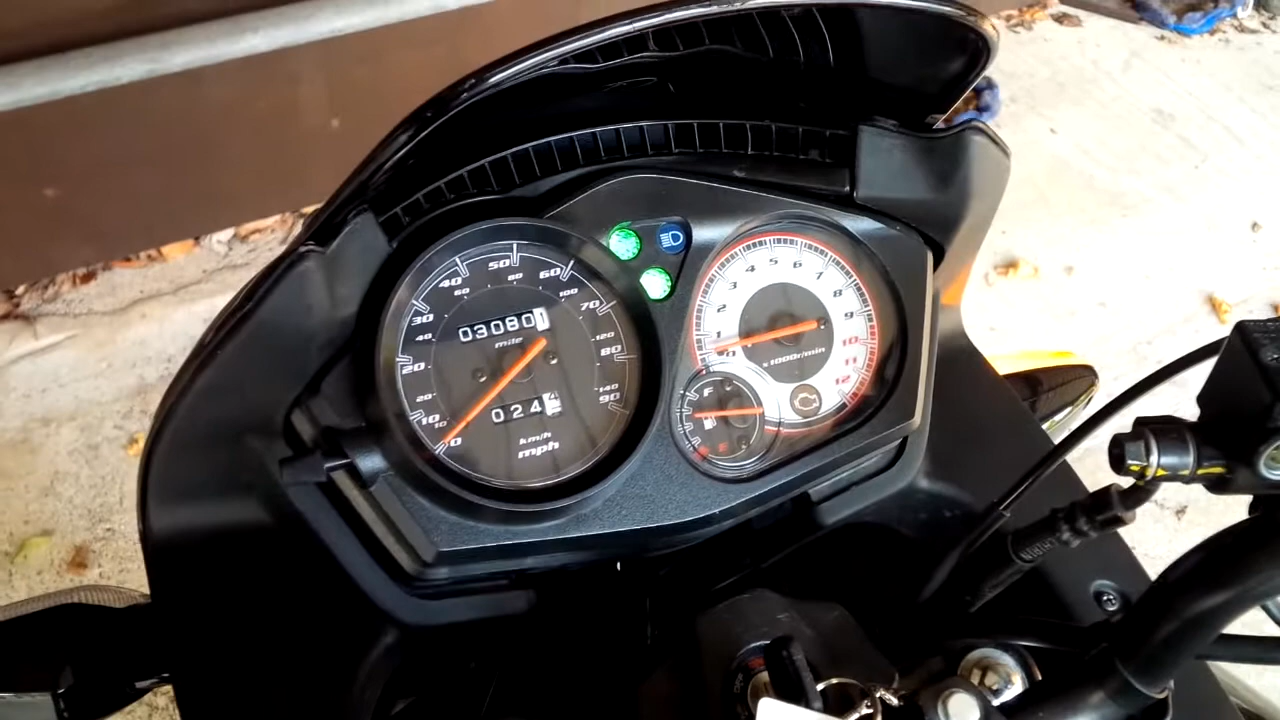 10 20 30 40 50 60 70 80 90
20 40 60 80 100 120 140
030801
mile
024
km/h
mph
0 1 2 3 4 5 6 7 8 9 10 11 12
x1000r/min
F
E